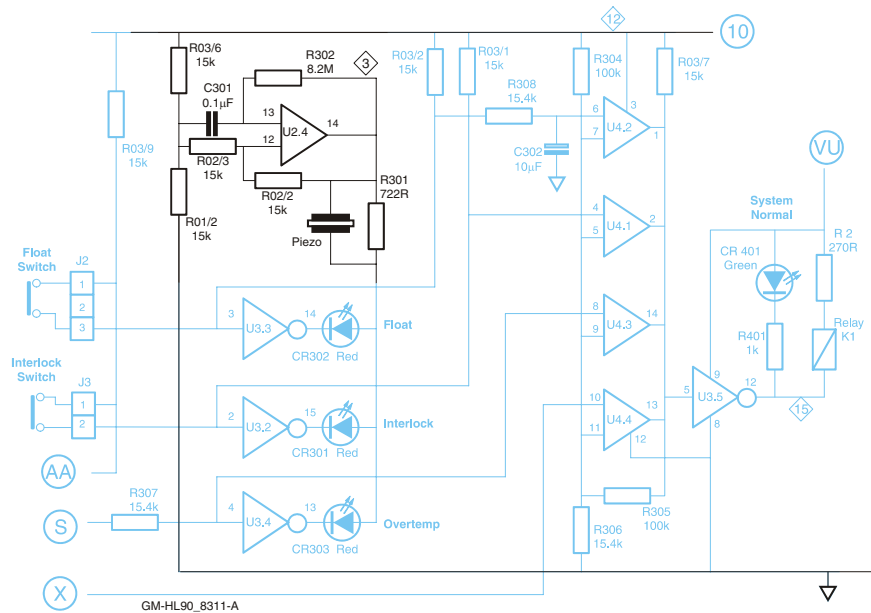 12
10
R03/6
15k
R302
8.2M
3
R03/2
15k
R03/1
15k
R304
100k
R03/7
15k
C301
0.1µF
R308
15.4k
13
14
U2.4
12
6
U4.2
3
7
1
R03/9
15k
R02/3
15k
C302
10µF
VU
R02/2
15k
R301
722R
R01/2
15k
Piezo
4
U4.1
2
5
System
Normal
R 2
270R
CR 401
Green
Float
Switch
J2
1
2
3
3
U3.3
14
Float
CR302 Red
8
U4.3
14
9
R401
1k
Relay
K1
Interlock
Switch
J3
1
2
2
U3.2
15
Interlock
CR301 Red
10
U4.4
13
11
12
5
9
U3.5
12
8
15
AA
R307
15.4k
S
4
U3.4
13
Overtemp
CR303 Red
R306
15.4k
R305
100k
X
GM-HL90_8311-A